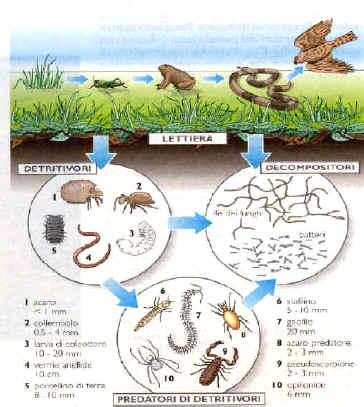 LETTIERA
DETRITIVORI
DECOMPOSITORI
1
2
3
4
5
ife dei funghi
batteri
6
7
8
9
10
1 acaro
< 1 mm
2 collembolo
0,5 - 4 mm
3 larva di coleottero
10 - 20 mm
4 verme anellide
10 cm
5 porcellino di terra
8 - 10 mm
6 stafilino
5 - 10 mm
7
20 mm
8 acaro predatore
2 - 3 mm
9 pseudoscorpione
2 - 3 mm
10 opilionide
6 mm
PREDATORI DI DETRITIVORI